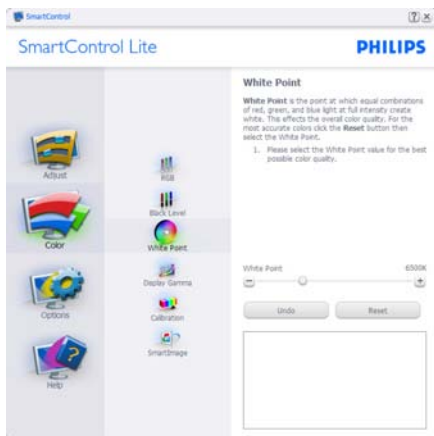 SmartControl
SmartControl Lite
PHILIPS
Adjust
Color
Options
Help
RGB
Black Level
White Point
Display Gamma
Calibration
SmartImage
White Point
White Point is the point at which equal combinations
of red, green, and blue light at full intensity create
white. This effects the overall color quality. For the
most accurate colors click the Reset button then
select the White Point.
1. Please select the White Point value for the best
possible color quality.
White Point 6500K
Undo Reset